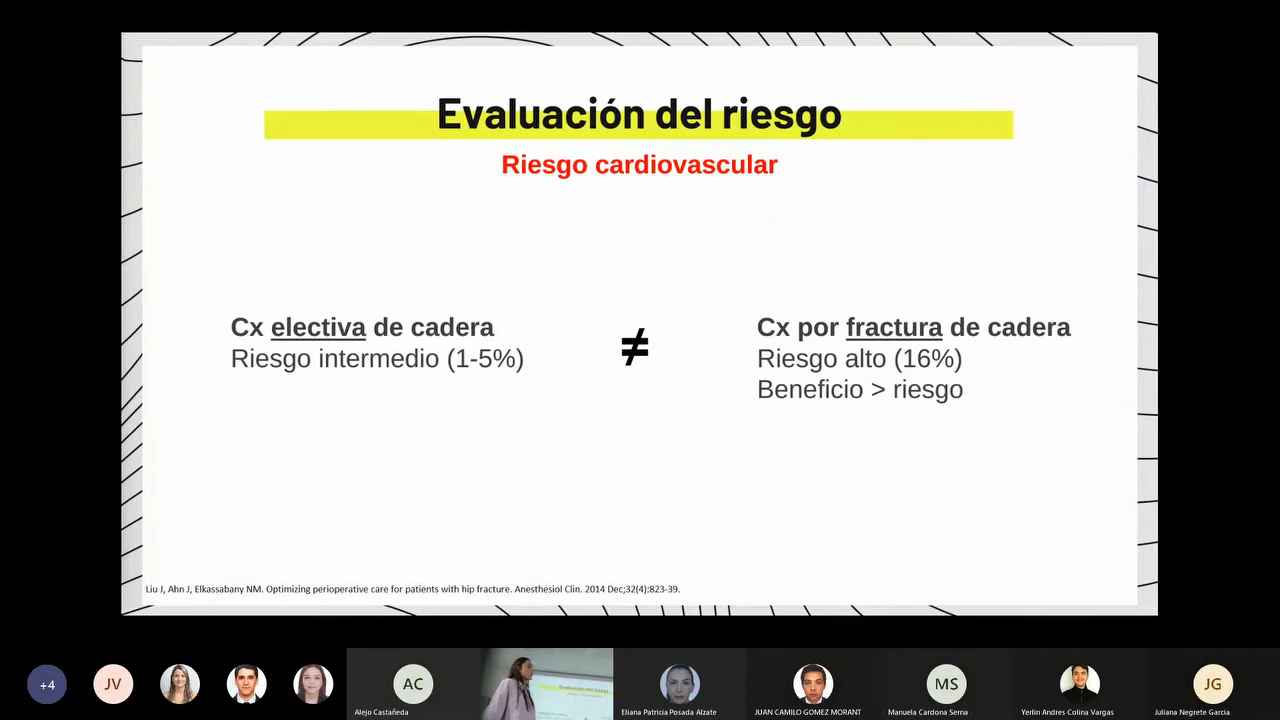 Evaluación del riesgo
Riesgo cardiovascular
Cx electiva de cadera
Riesgo intermedio (1-5%)
≠
Cx por fractura de cadera
Riesgo alto (16%)
Beneficio > riesgo
Liu J, Ahn J, Elkassabany NM. Optimizing perioperative care for patients with hip fracture. Anesthesiol Clin. 2014 Dec;32(4):823-39.
+4
JV
AC
Alejo Castañeda
Evaluación del riesgo
Eliana Patricia Posada Alzate
JUAN CAMILO GOMEZ MORANT
MS
Manuela Cardona Serna
Yerlin Andres Colina Vargas
JG
Juliana Negrete Garcia